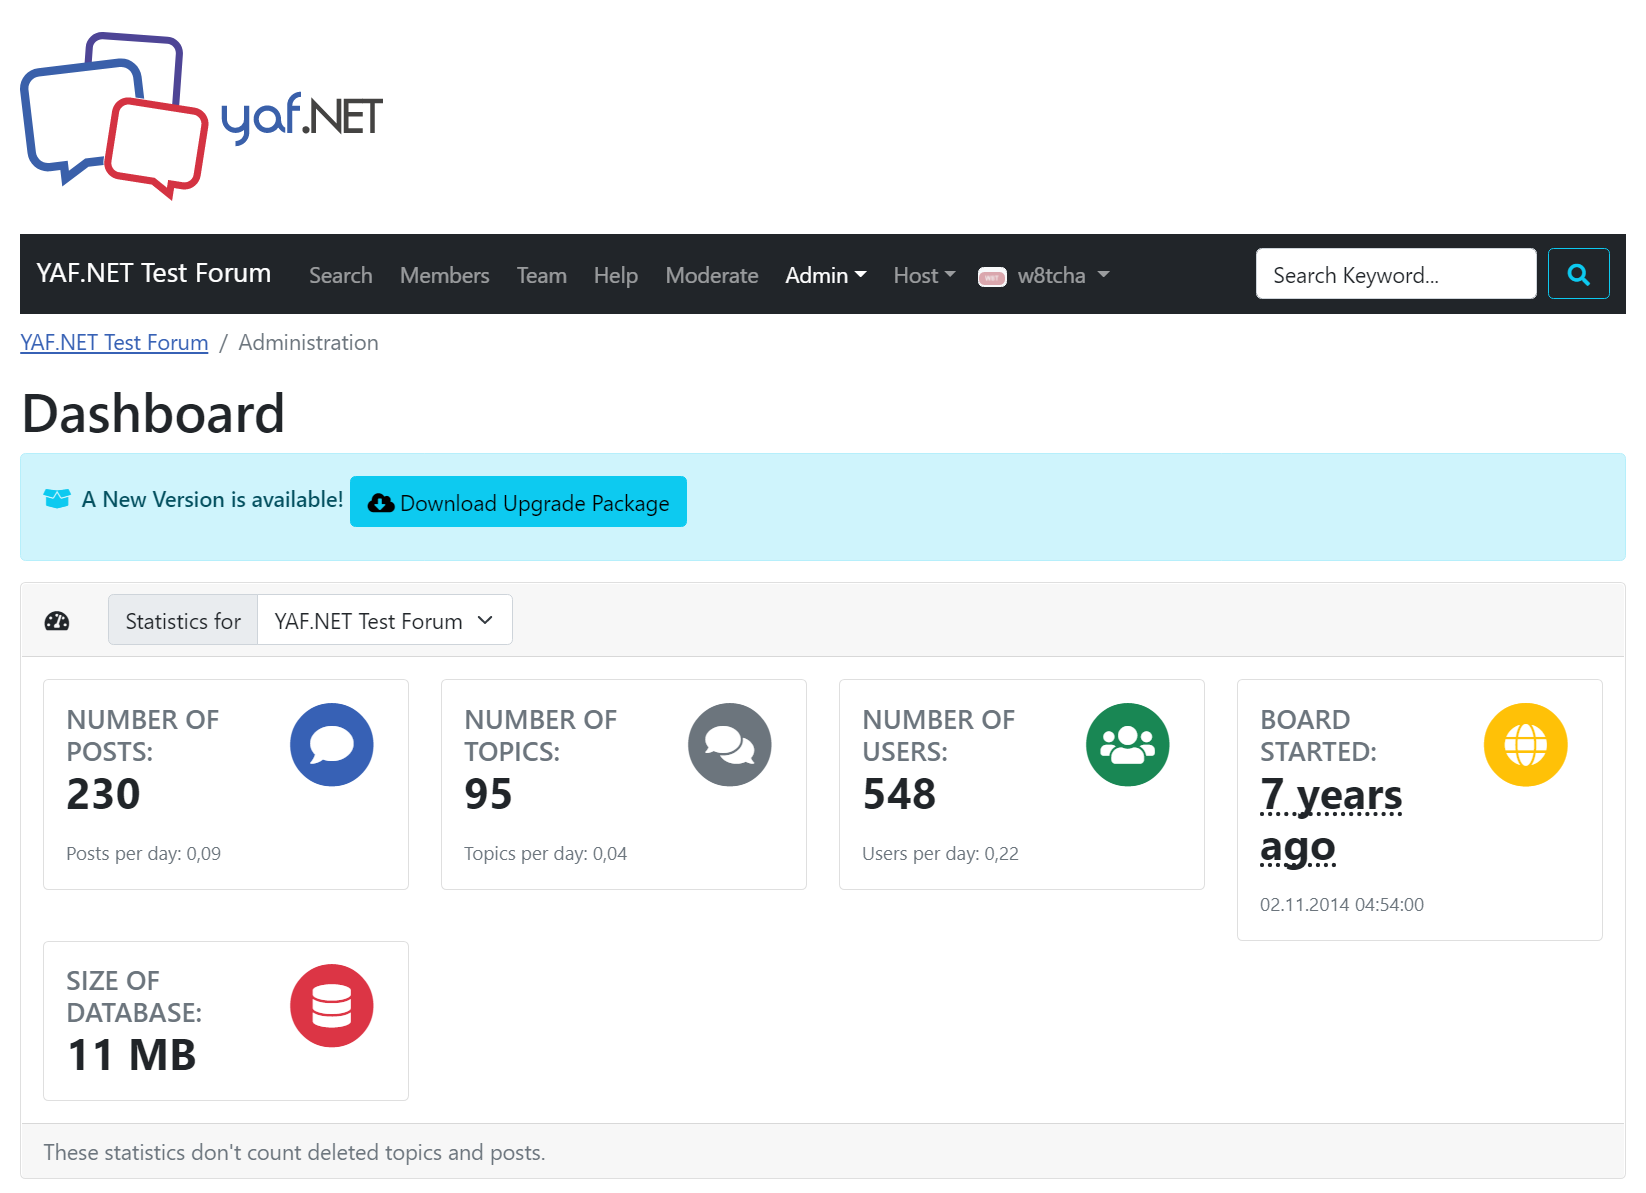 yaf.NET
YAF.NET Test Forum Search Members Team Help Moderate Admin Host w8tcha Search Keyword...
YAF.NET Test Forum / Administration
Dashboard
A New Version is available! Download Upgrade Package
Statistics for YAF.NET Test Forum
NUMBER OF
POSTS:
230
Posts per day: 0,09
NUMBER OF
TOPICS:
95
Topics per day: 0,04
NUMBER OF
USERS:
548
Users per day: 0,22
BOARD
STARTED:
7 years
ago
02.11.2014 04:54:00
SIZE OF
DATABASE:
11 MB
These statistics don't count deleted topics and posts.